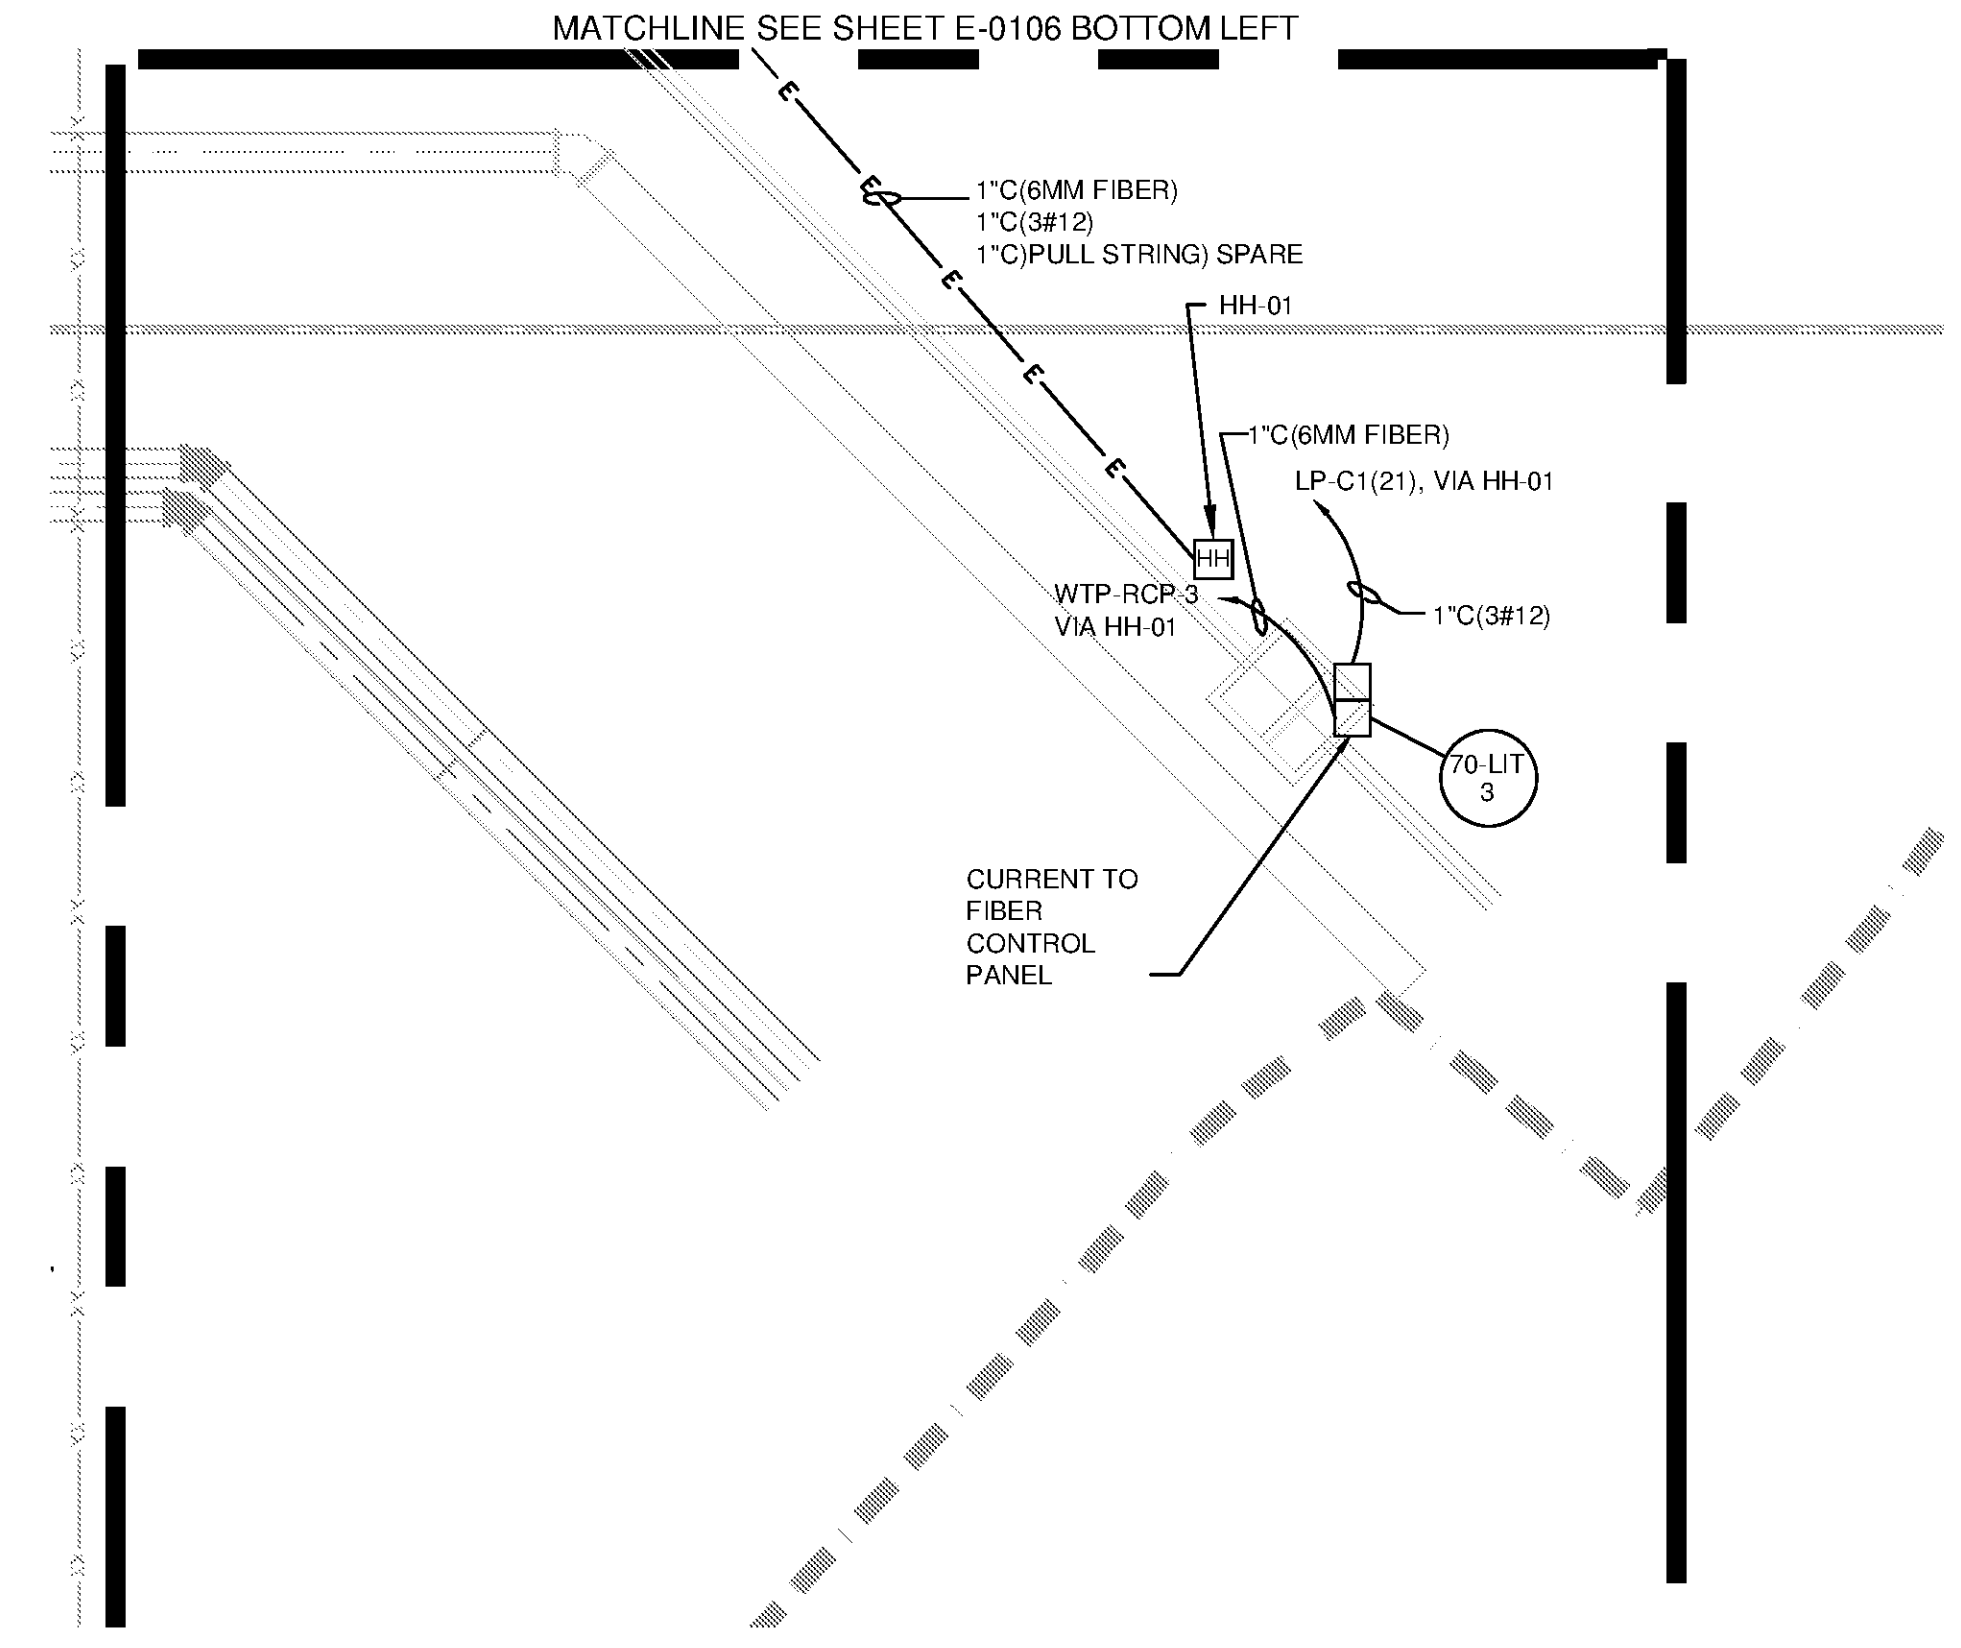 MATCHLINE SEE SHEET E-0106 BOTTOM LEFT
E
E
1"C(6MM FIBER)
1"C(3#12)
1"C)PULL STRING) SPARE
E
HH-01
E
1"C(6MM FIBER)
E
LP-C1(21), VIA HH-01
HH
WTP-RCP-3
VIA HH-01
1"C(3#12)
70-LIT
3
CURRENT TO
FIBER
CONTROL
PANEL